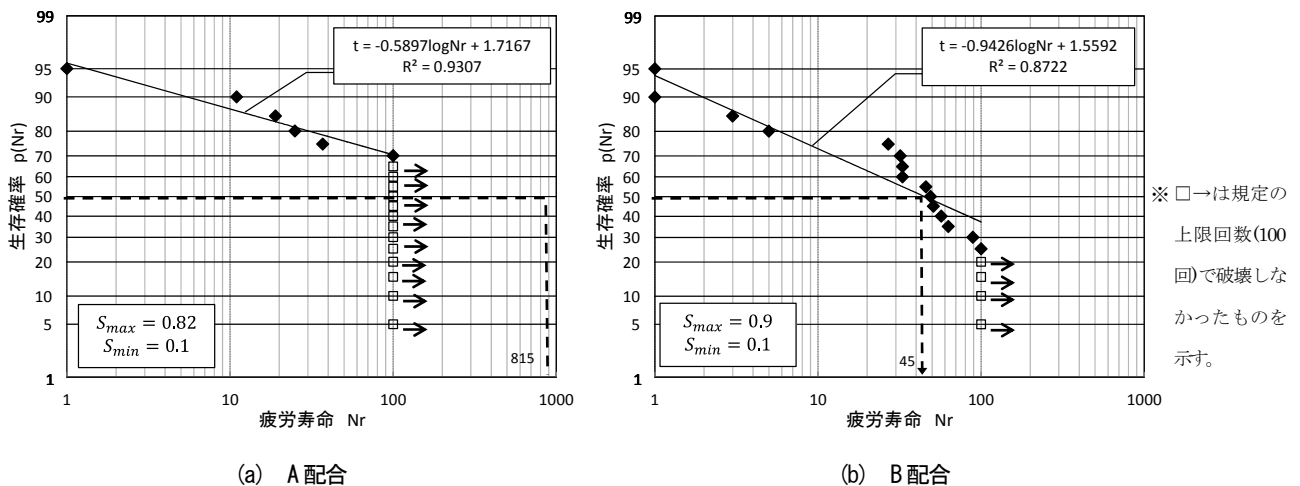 99
95
90
80
70
60
50
40
30
20
10
5
1
生存確率 p(Nr)
t = -0.5897logNr + 1.7167
R² = 0.9307
S_max = 0.82
S_min = 0.1
815
1 10 100 1000
疲労寿命 Nr
(a) A配合
99
95
90
80
70
60
50
40
30
20
10
5
1
生存確率 p(Nr)
t = -0.9426logNr + 1.5592
R² = 0.8722
S_max = 0.9
S_min = 0.1
45
1 10 100 1000
疲労寿命 Nr
(b) B配合
※ □→は規定の
上限回数(100
回)で破壊しな
かったものを
示す。